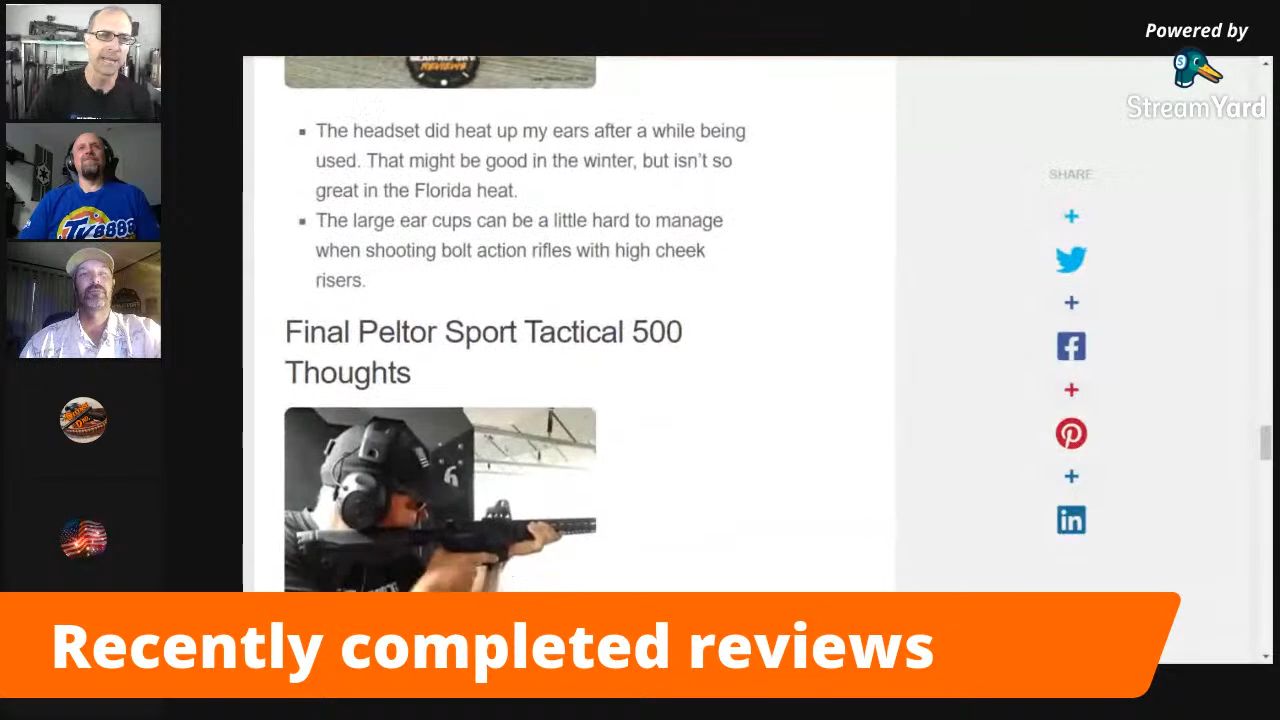 Powered by
StreamYard
REVIEWS
The headset did heat up my ears after a while being
used. That might be good in the winter, but isn't so
great in the Florida heat.
The large ear cups can be a little hard to manage
when shooting bolt action rifles with high cheek
risers.
Final Peltor Sport Tactical 500
Thoughts
SHARE
Recently completed reviews